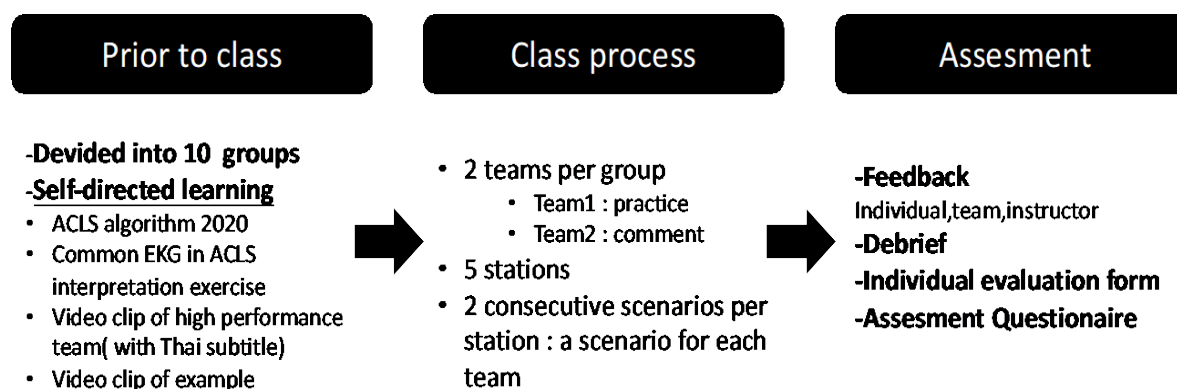 Prior to class
-Devided into 10 groups
-Self-directed learning
• ACLS algorithm 2020
• Common EKG in ACLS
interpretation exercise
• Video clip of high performance
team( with Thai subtitle)
• Video clip of example
Class process
• 2 teams per group
• Team1 : practice
• Team2 : comment
• 5 stations
• 2 consecutive scenarios per
station : a scenario for each
team
Assesment
-Feedback
Individual,team,instructor
-Debrief
-Individual evaluation form
-Assesment Questionaire